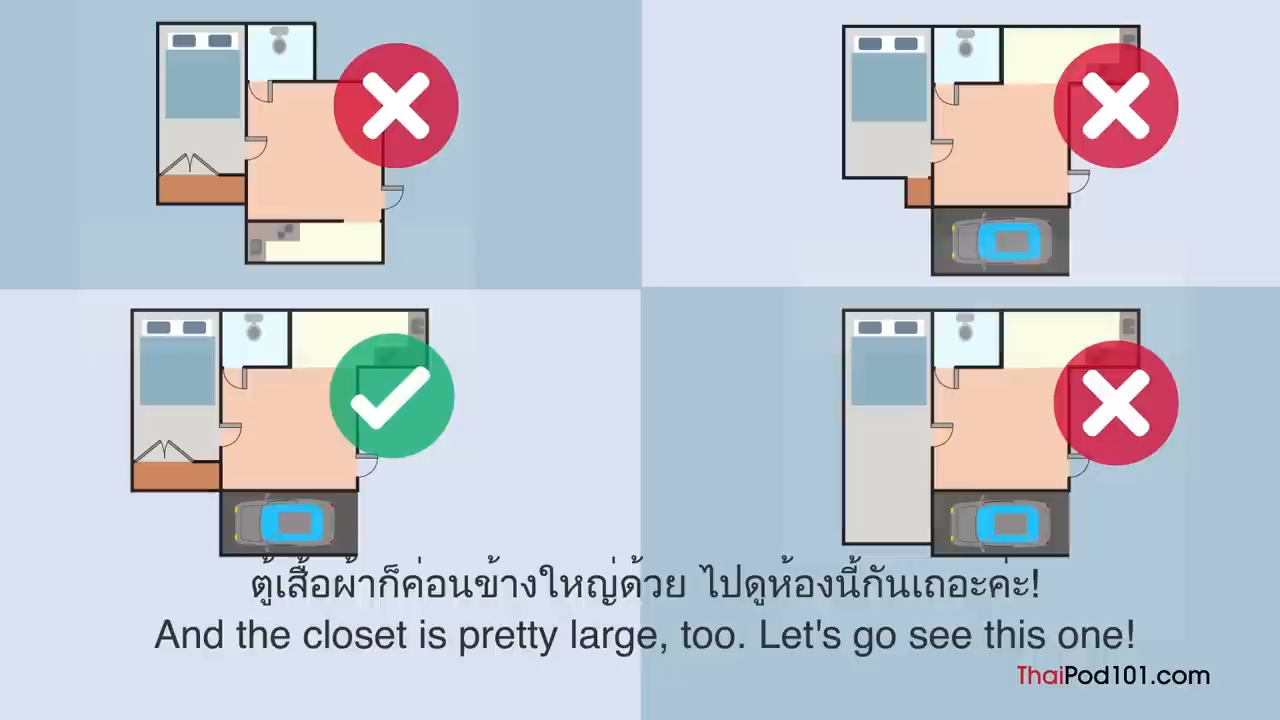 ตู้เสื้อผ้าก็ค่อนข้างใหญ่ด้วย ไปดูห้องนี้กันเถอะค่ะ!
And the closet is pretty large, too. Let's go see this one!
ThaiPod101.com